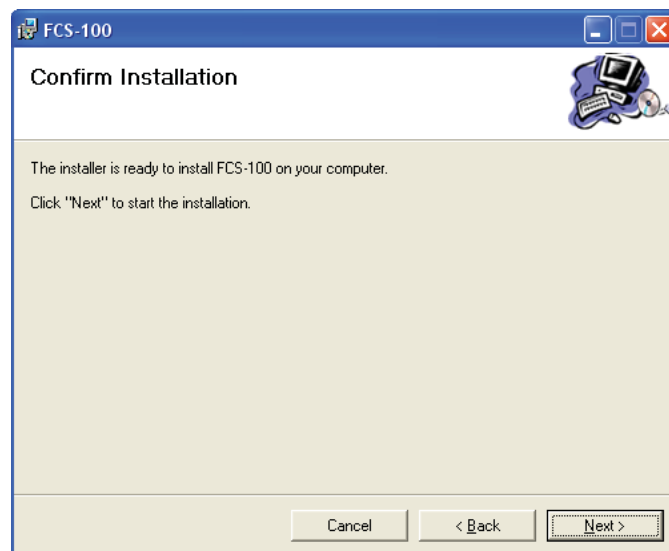 FCS-100
Confirm Installation
The installer is ready to install FCS-100 on your computer.
Click "Next" to start the installation.
Cancel
< Back
Next >